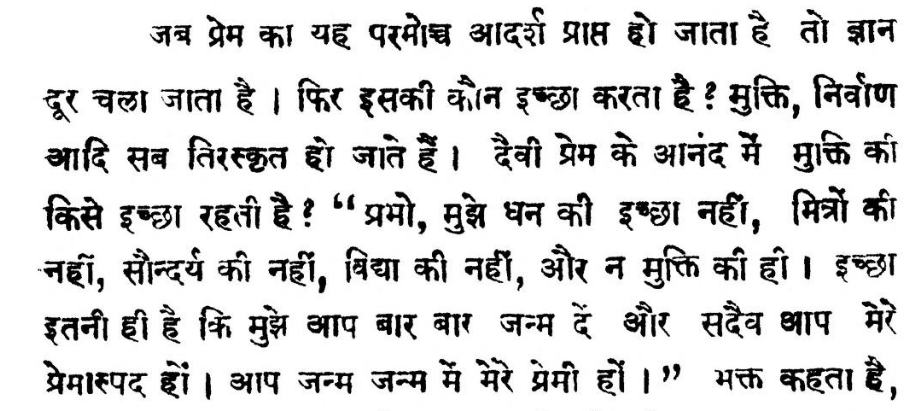 जब प्रेम का यह परमोच्च आदर्श प्राप्त हो जाता है तो ज्ञान
दूर चला जाता है । फिर इसकी कौन इच्छा करता है ? मुक्ति, निर्वाण
आदि सब तिरस्कृत हो जाते हैं । दैवी प्रेम के आनंद में मुक्ति की
किसे इच्छा रहती है ? “ प्रभो, मुझे धन की इच्छा नहीं, मित्रों की
नहीं, सौन्दर्य की नहीं, विद्या की नहीं, और न मुक्ति की ही । इच्छा
इतनी ही है कि मुझे आप बार बार जन्म दें और सदैव आप मेरे
प्रेमास्पद हों । आप जन्म जन्म में मेरे प्रेमी हों ।” भक्त कहता है,